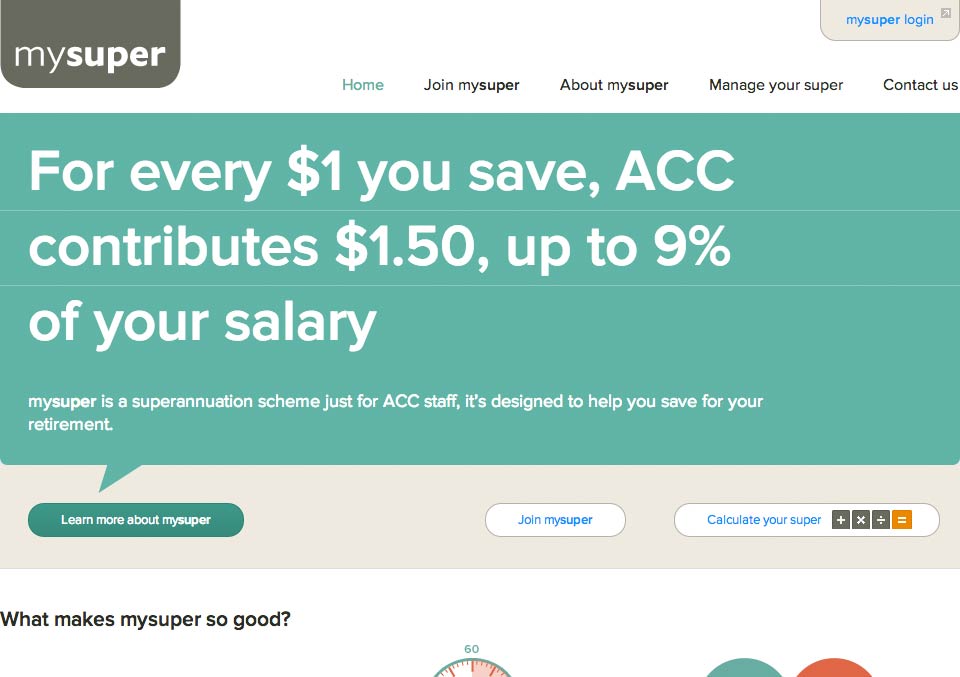 mysuper
mysuper login
Home Join mysuper About mysuper Manage your super Contact us
For every $1 you save, ACC
contributes $1.50, up to 9%
of your salary
mysuper is a superannuation scheme just for ACC staff, it's designed to help you save for your
retirement.
Learn more about mysuper Join mysuper Calculate your super + × ÷ =
What makes mysuper so good?
60